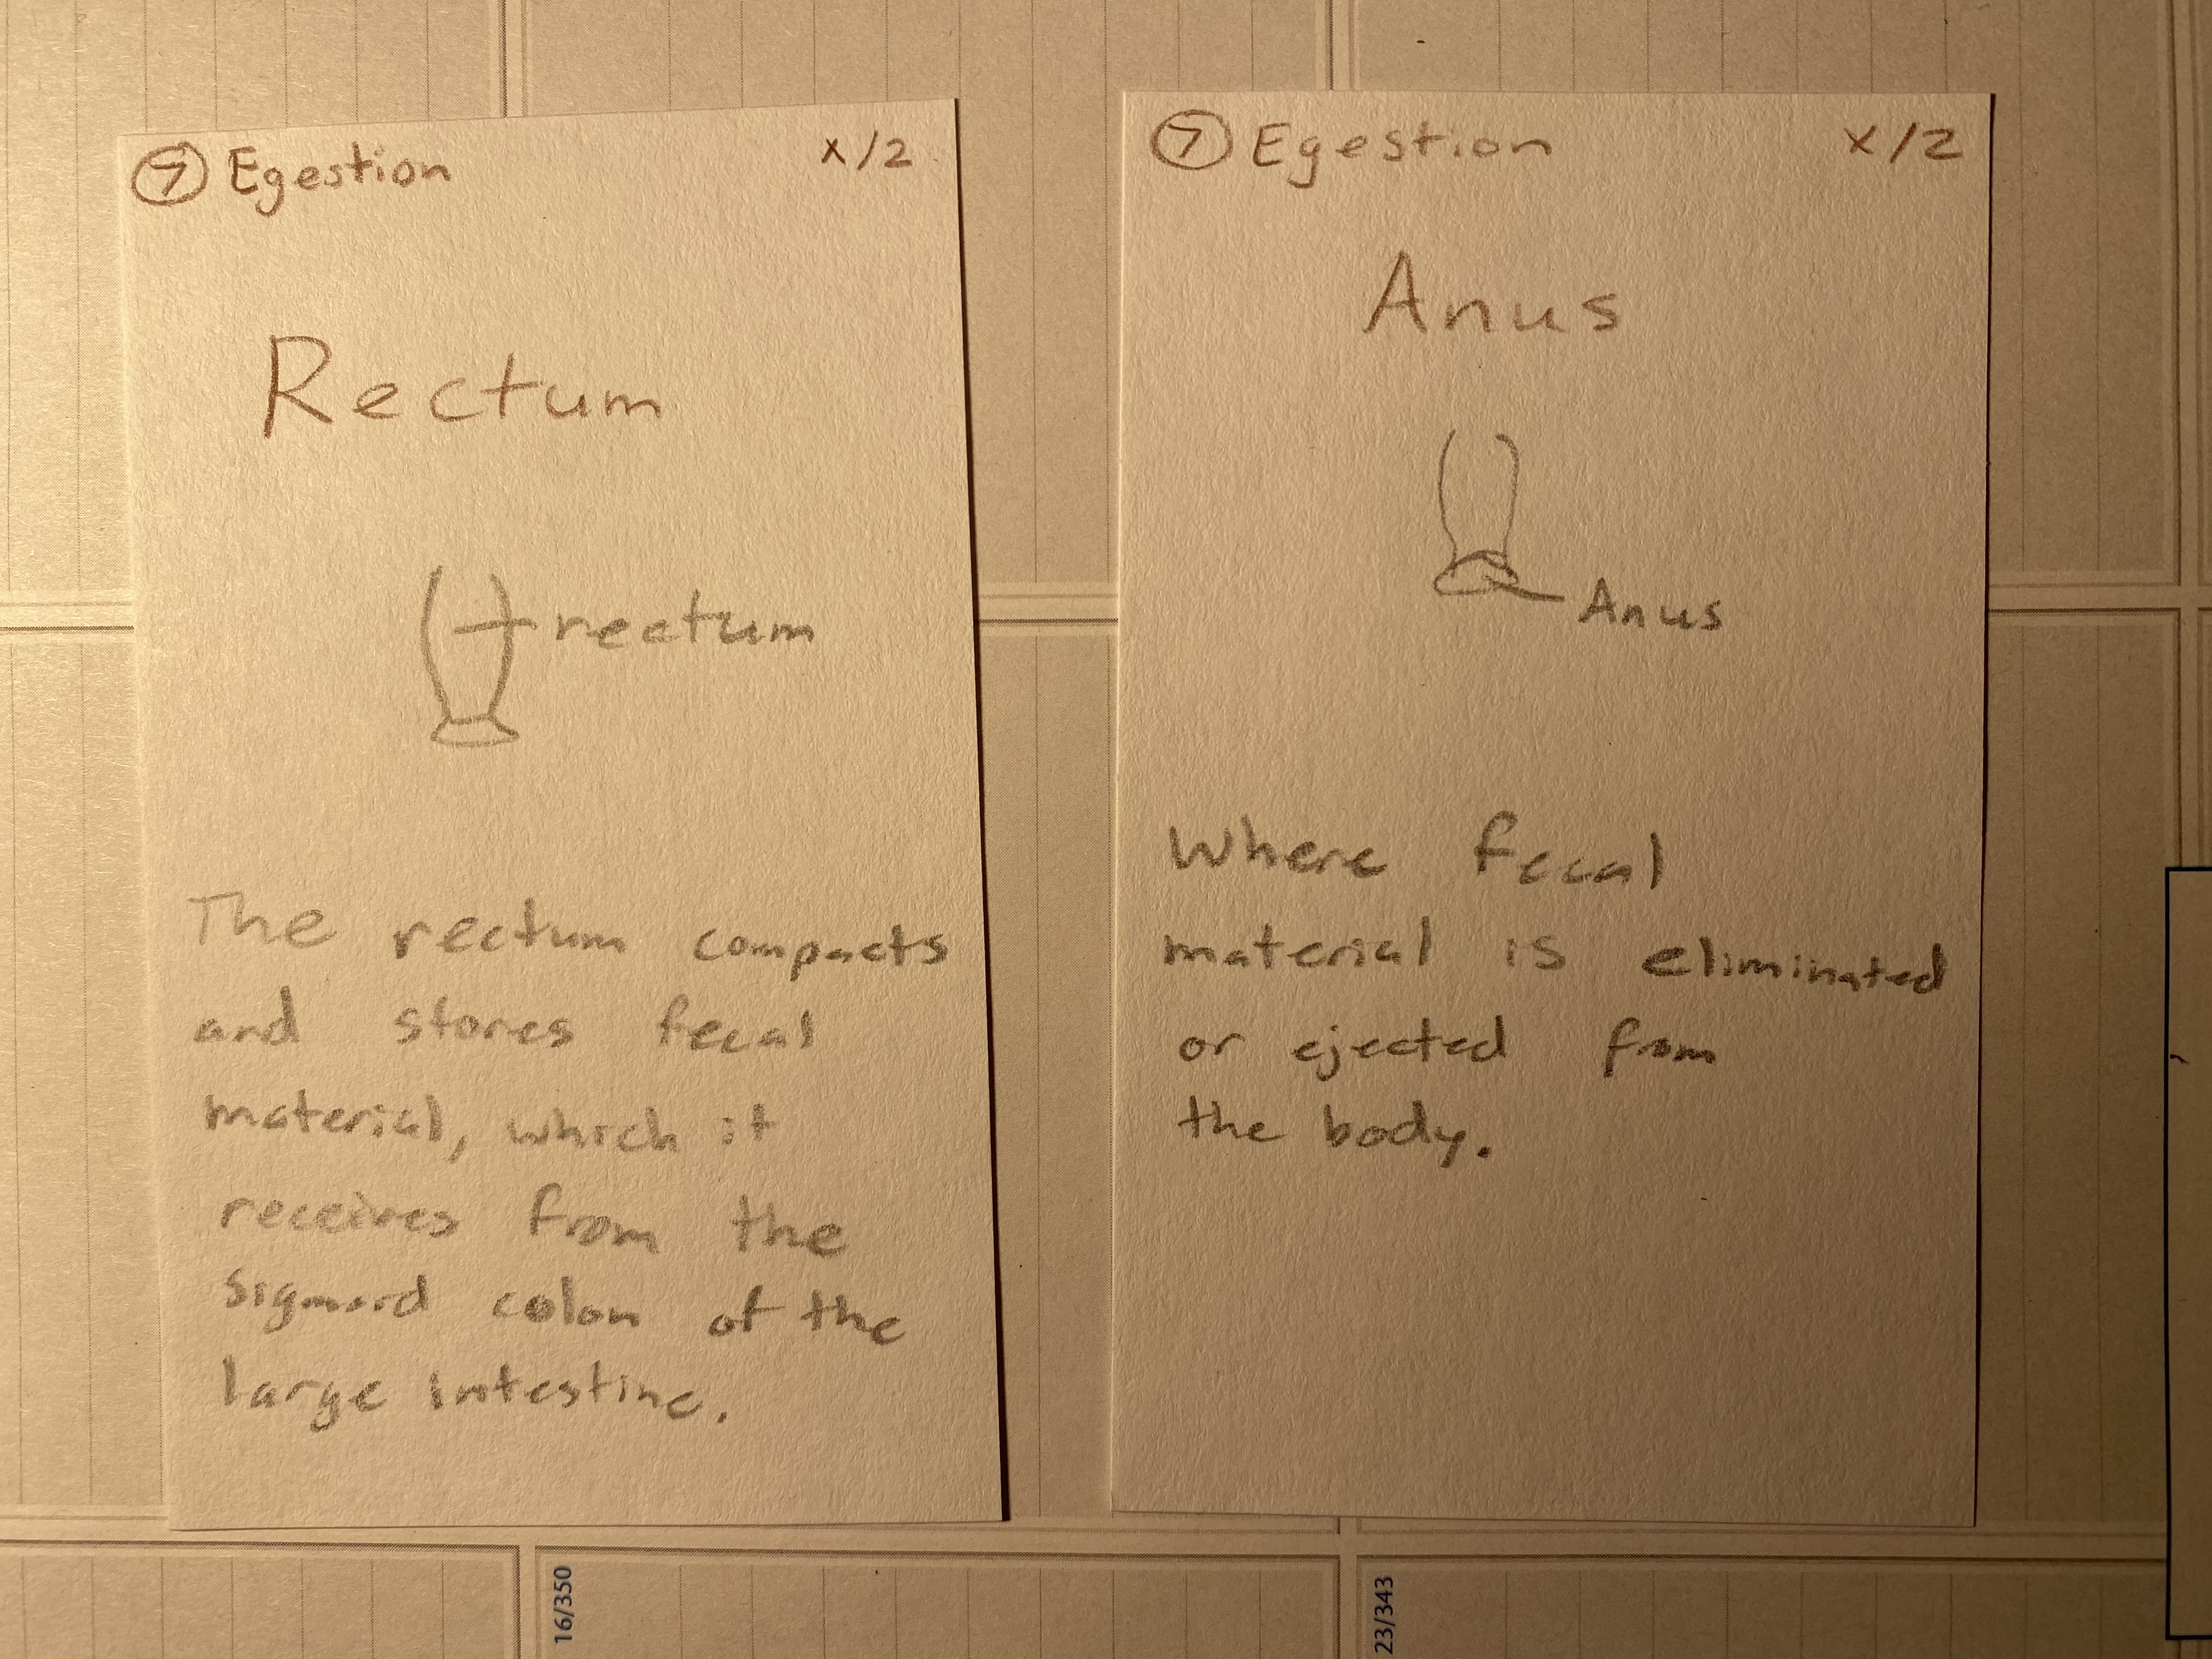 7 Egestion x/2
Rectum
rectum
The rectum compacts
and stores fecal
material, which it
receives from the
sigmoid colon of the
large intestine.
7 Egestion x/2
Anus
Anus
Where fecal
material is eliminated
or ejected from
the body.
16/350
23/343